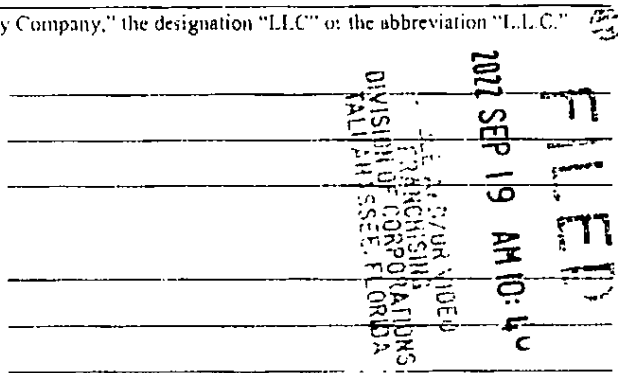 y Company," the designation "LLC" or the abbreviation "L.L.C."
FILED
2022 SEP 19 AM 10: 4
FRANCHISING
DIVISION OF CORPORATIONS
TALLAHASSEE, FLORIDA